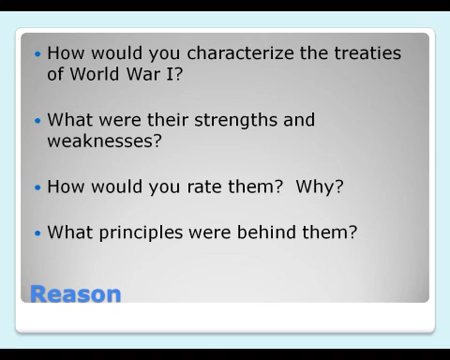 How would you characterize the treaties
of World War I?
What were their strengths and
weaknesses?
How would you rate them?  Why?
What principles were behind them?
Reason